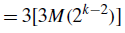 = 3[3M(2^{k−2})]